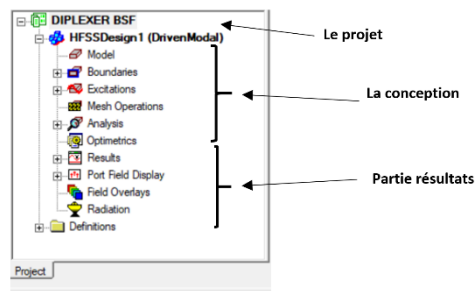 DIPLEXER BSF
Le projet
HFSSDesign1 (DrivenModal)
Model
Boundaries
Excitations
La conception
Mesh Operations
Analysis
Optimetrics
Results
Port Field Display
Partie résultats
Field Overlays
Radiation
Definitions
Project